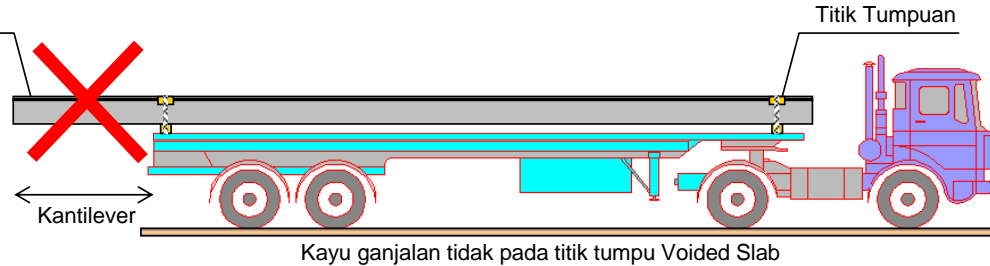 Titik Tumpuan
Kantilever
Kayu ganjalan tidak pada titik tumpu Voided Slab